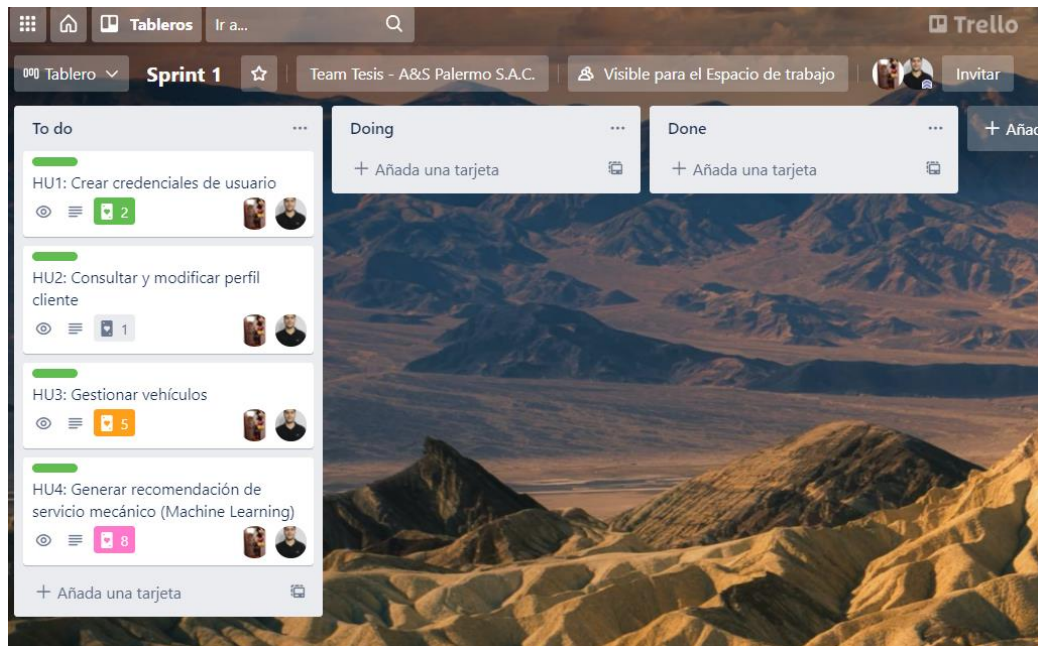 Tableros
Ir a...
Trello
Tablero
Sprint 1
Team Tesis - A&S Palermo S.A.C.
Visible para el Espacio de trabajo
Invitar
To do
HU1: Crear credenciales de usuario
2
HU2: Consultar y modificar perfil
cliente
1
HU3: Gestionar vehículos
5
HU4: Generar recomendación de
servicio mecánico (Machine Learning)
8
+ Añada una tarjeta
Doing
+ Añada una tarjeta
Done
+ Añada una tarjeta
+ Añad